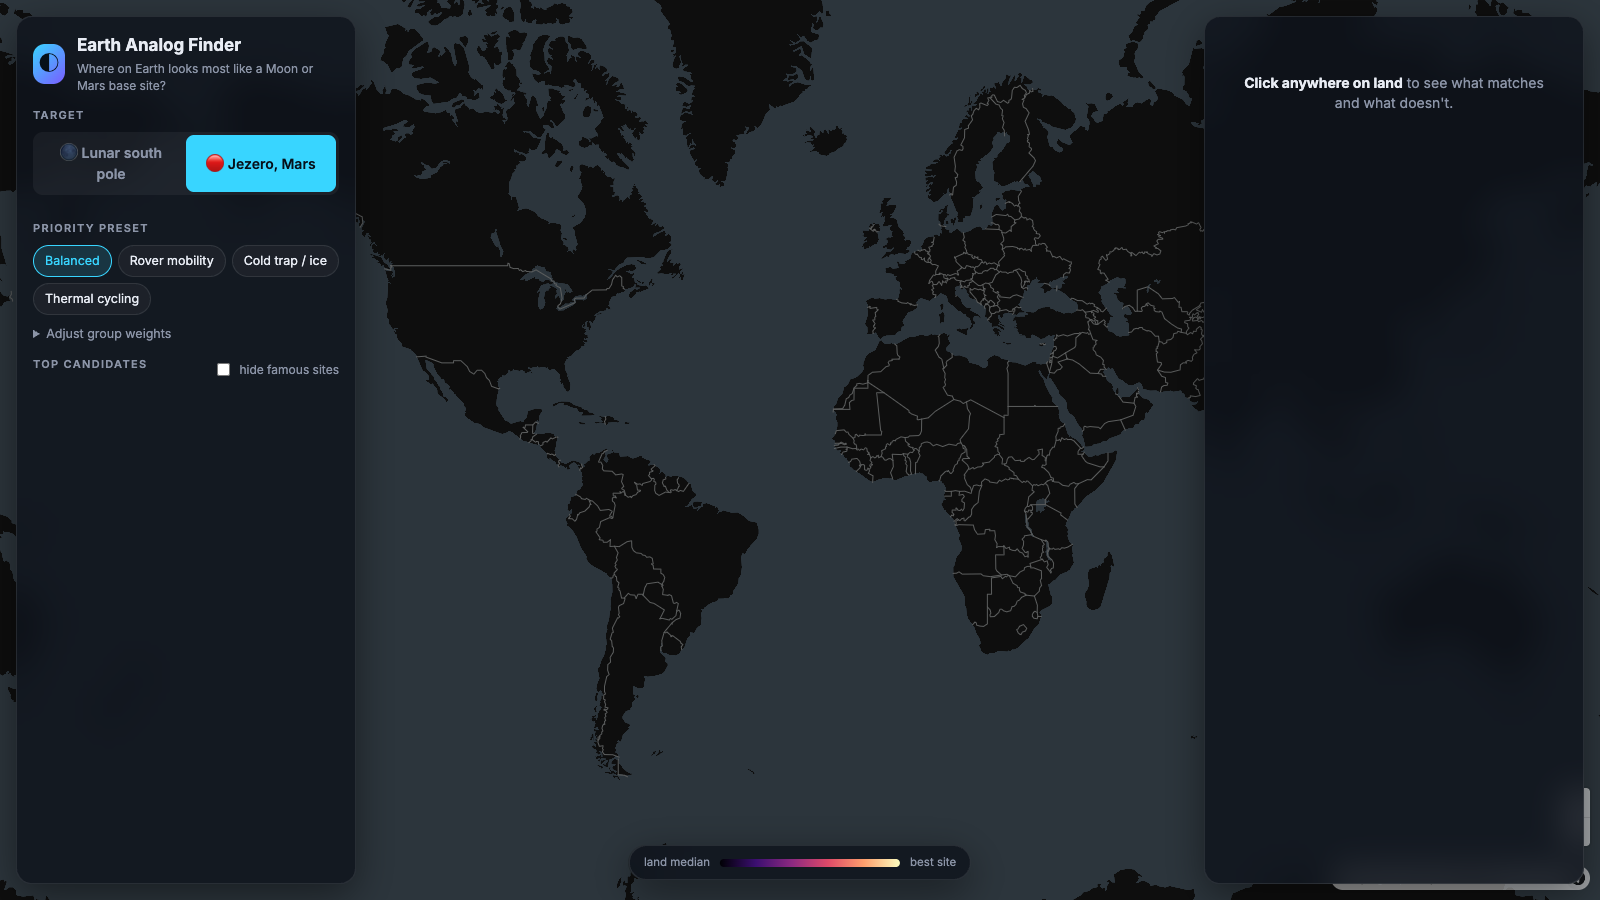 Earth Analog Finder
Where on Earth looks most like a Moon or
Mars base site?
TARGET
Lunar south
pole
Jezero, Mars
PRIORITY PRESET
Balanced
Rover mobility
Cold trap / ice
Thermal cycling
Adjust group weights
TOP CANDIDATES
hide famous sites
Click anywhere on land to see what matches
and what doesn't.
land median
best site